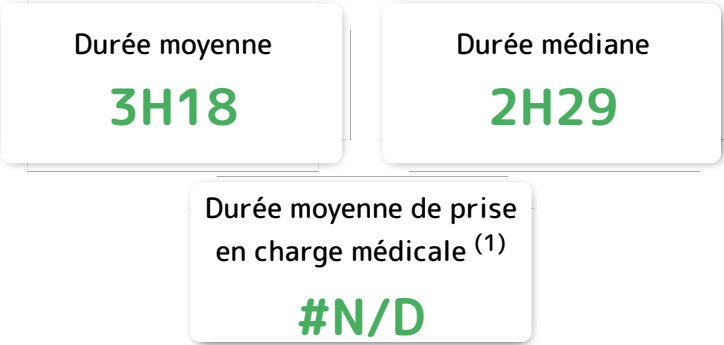 Durée moyenne
3H18
Durée médiane
2H29
Durée moyenne de prise
en charge médicale (1)
#N/D